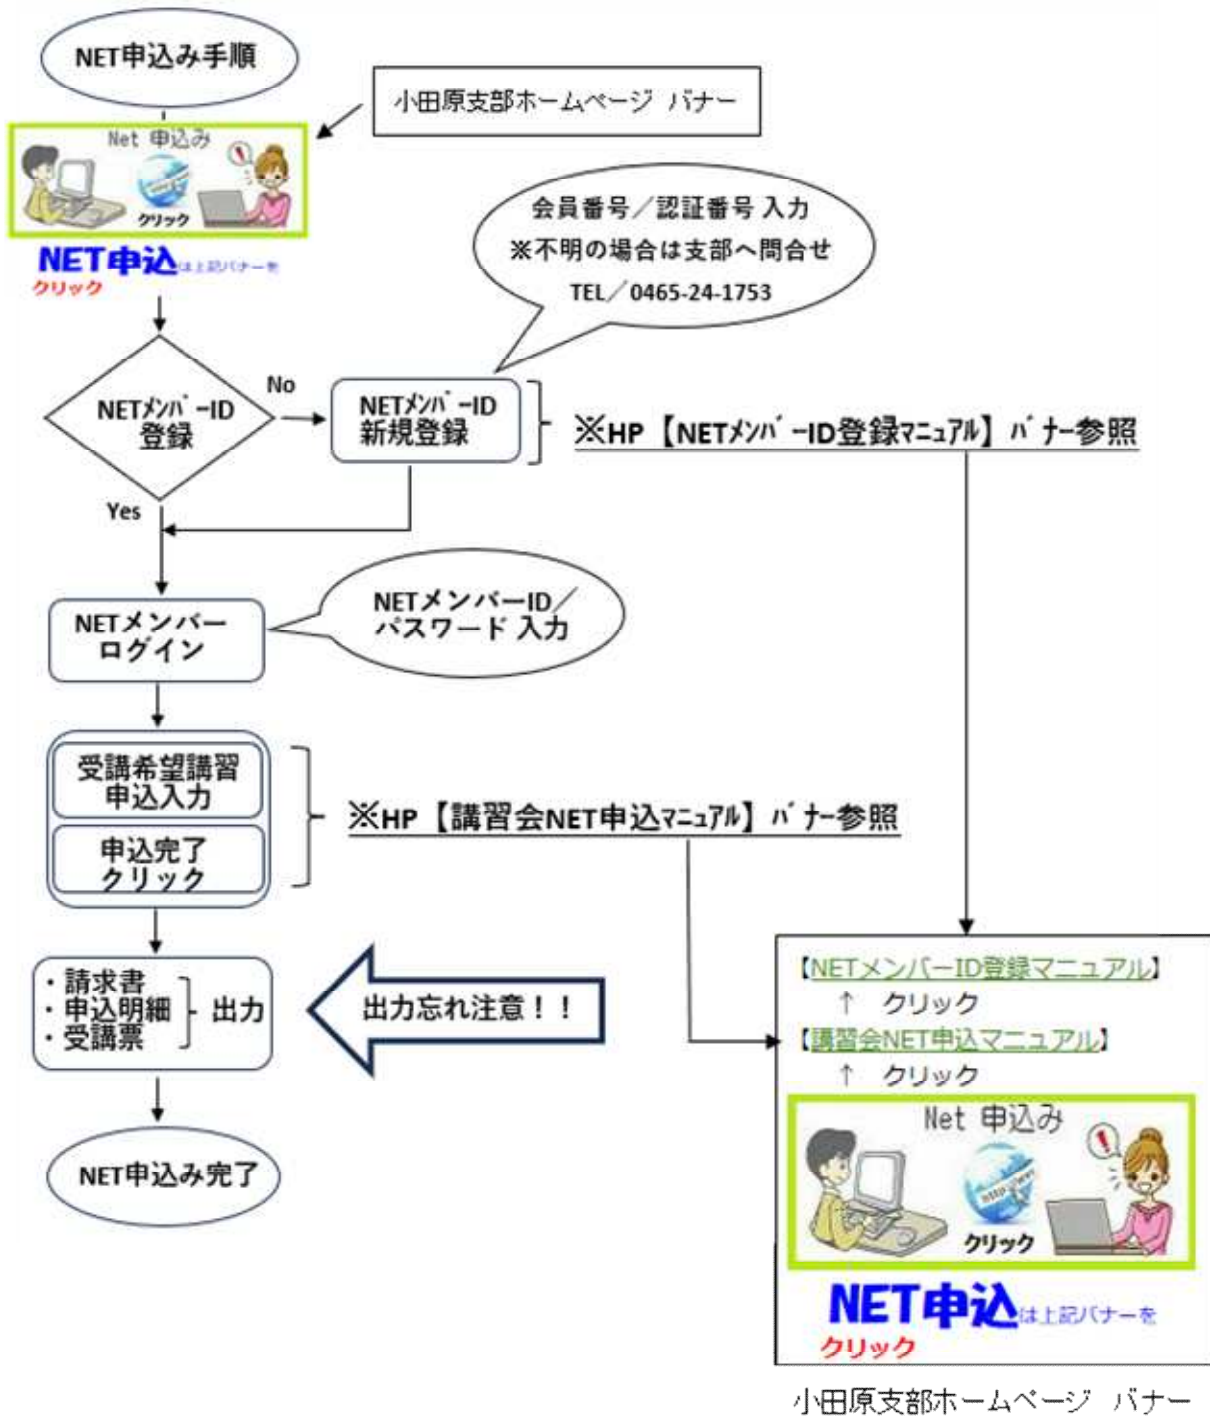 NET申込み手順
小田原支部ホームページ バナー
Net 申込み
クリック
NET申込は上記バナーを
クリック
会員番号／認証番号 入力
※不明の場合は支部へ問合せ
TEL／0465-24-1753
NETﾒﾝﾊﾞｰID
登録
No
NETﾒﾝﾊﾞｰID
新規登録
※HP【NETﾒﾝﾊﾞｰID登録ﾏﾆｭｱﾙ】ﾊﾞﾅｰ参照
Yes
NETメンバー
ログイン
NETメンバーID／
パスワード 入力
受講希望講習
申込入力
申込完了
クリック
※HP【講習会NET申込ﾏﾆｭｱﾙ】ﾊﾞﾅｰ参照
・請求書
・申込明細
・受講票
出力
出力忘れ注意！！
NET申込み完了
【NETメンバーID登録マニュアル】
↑ クリック
【講習会NET申込マニュアル】
↑ クリック
Net 申込み
クリック
NET申込は上記バナーを
クリック
小田原支部ホームページ バナー